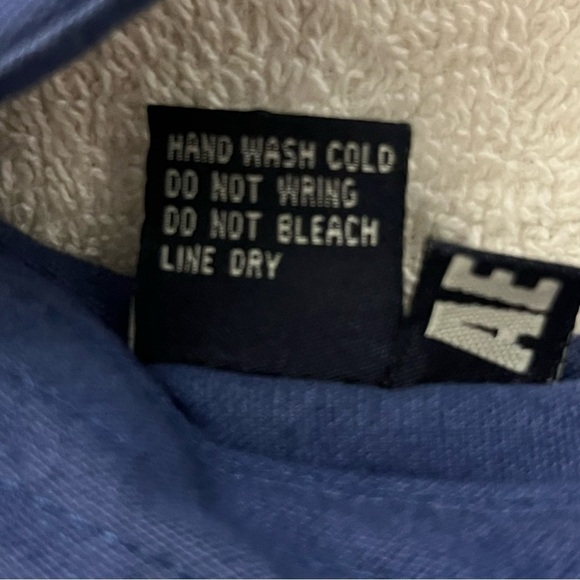 HAND WASH COLD
DO NOT WRING
DO NOT BLEACH
LINE DRY
AE